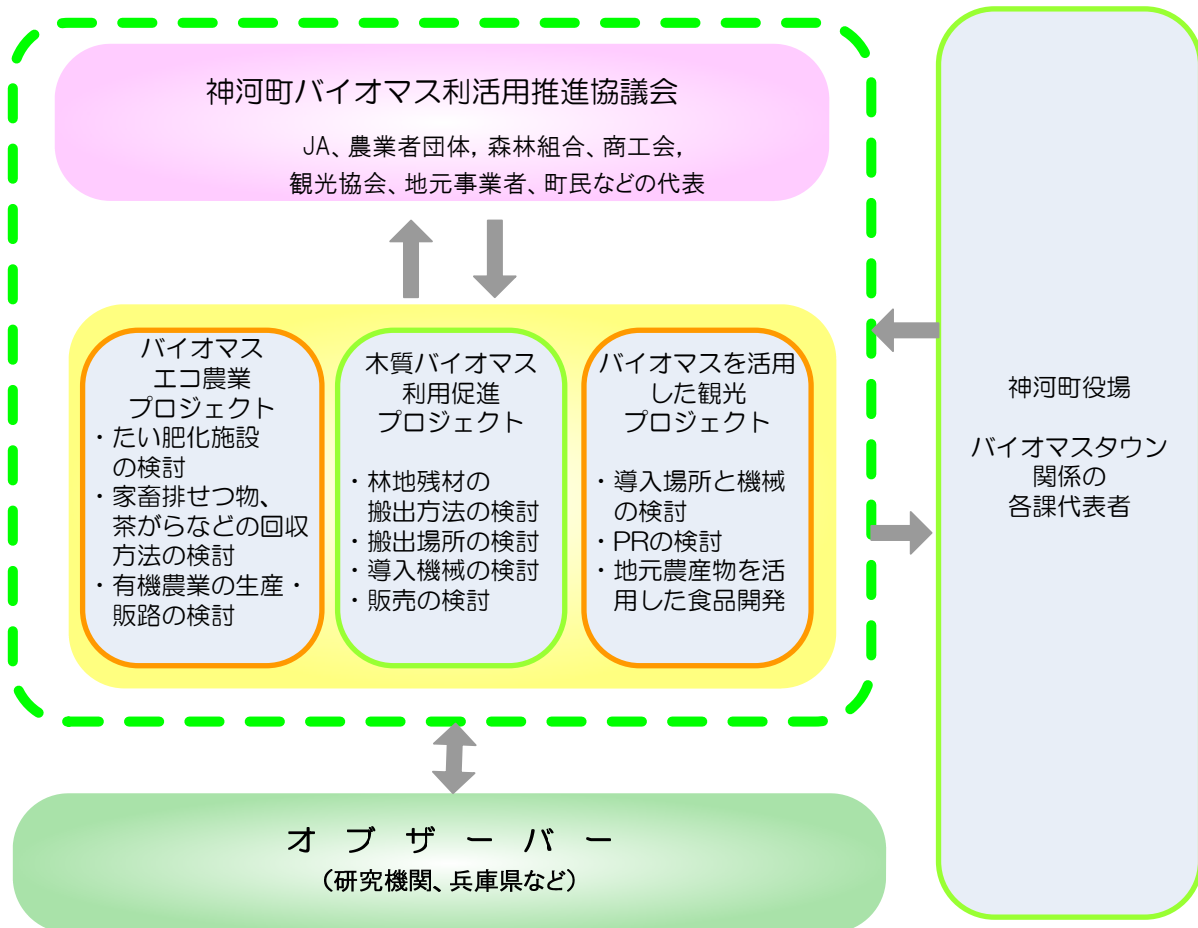 神河町バイオマス利活用推進協議会
JA、農業者団体, 森林組合、商工会,
観光協会、地元事業者、町民などの代表
バイオマス
エコ農業
プロジェクト
・たい肥化施設
の検討
・家畜排せつ物、
茶がらなどの回収
方法の検討
・有機農業の生産・
販路の検討
木質バイオマス
利用促進
プロジェクト
・林地残材の
搬出方法の検討
・搬出場所の検討
・導入機械の検討
・販売の検討
バイオマスを活用
した観光
プロジェクト
・導入場所と機械
の検討
・PRの検討
・地元農産物を活
用した食品開発
神河町役場
バイオマスタウン
関係の
各課代表者
オ ブ ザ ー バ ー
（研究機関、兵庫県など）